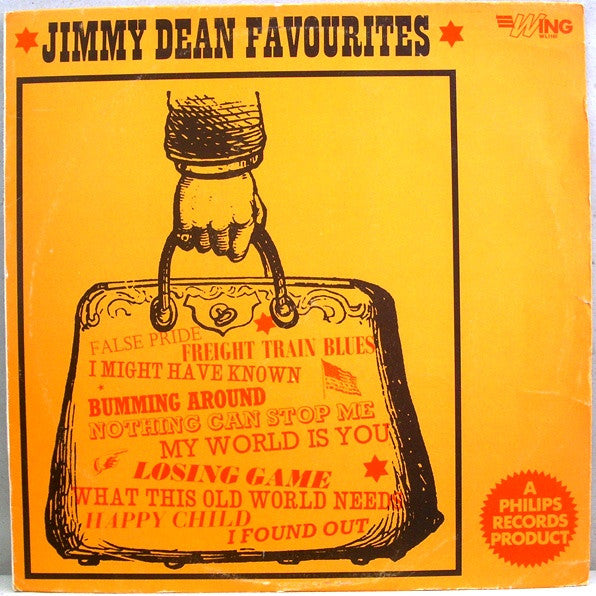 JIMMY DEAN FAVOURITES
WING
FALSE PRIDE
FREIGHT TRAIN BLUES
I MIGHT HAVE KNOWN
BUMMING AROUND
NOTHING CAN STOP ME
MY WORLD IS YOU
LOSING GAME
WHAT THIS OLD WORLD NEEDS
HAPPY CHILD
I FOUND OUT
A
PHILIPS
RECORDS
PRODUCT